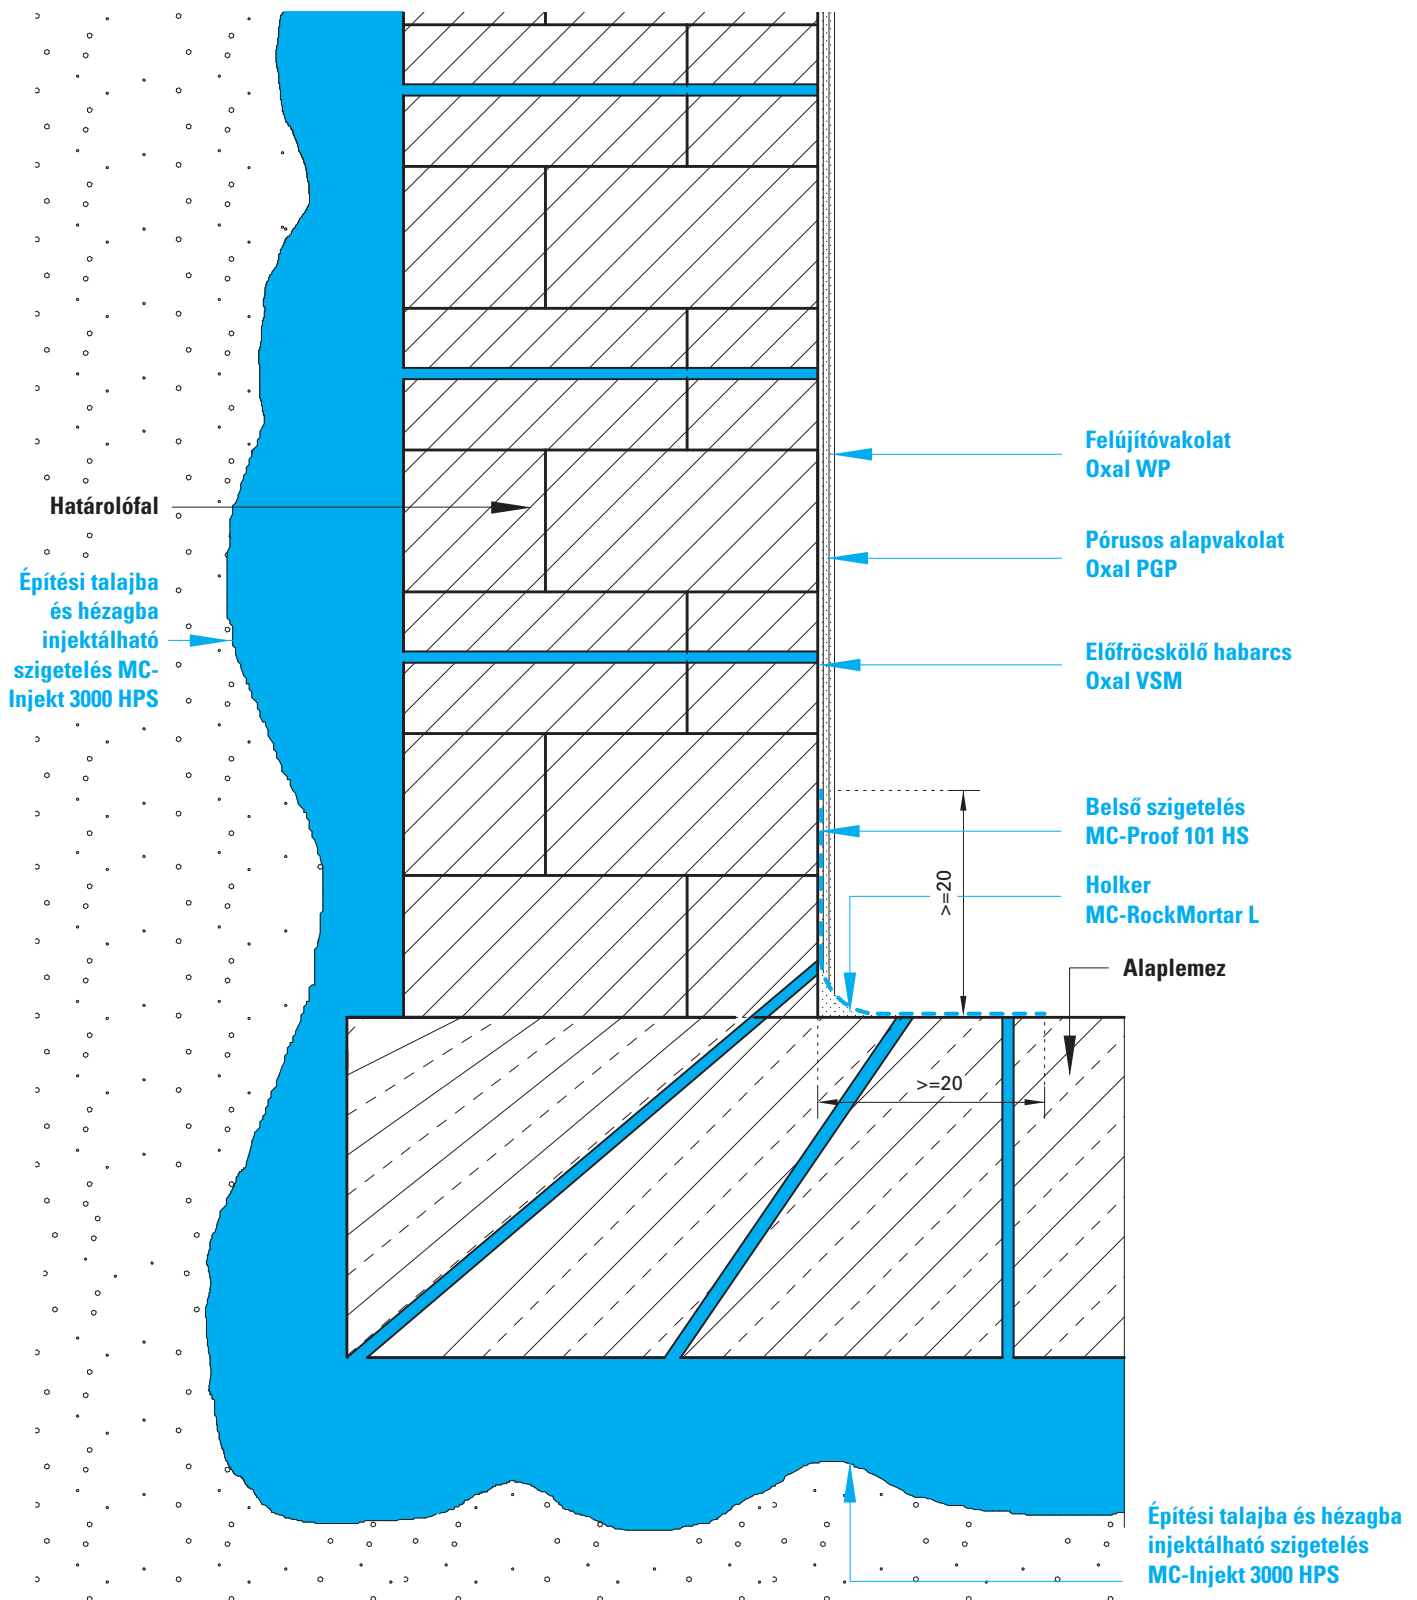 Felújítóvakolat
Oxal WP
Határolófal
Pórusos alapvakolat
Oxal PGP
Építési talajba
és hézagba
injektálható
szigetelés MC-
Injekt 3000 HPS
Előfröcskölő habarcs
Oxal VSM
Belső szigetelés
MC-Proof 101 HS
>=20
Holker
MC-RockMortar L
Alaplemez
>=20
Építési talajba és hézagba
injektálható szigetelés
MC-Injekt 3000 HPS